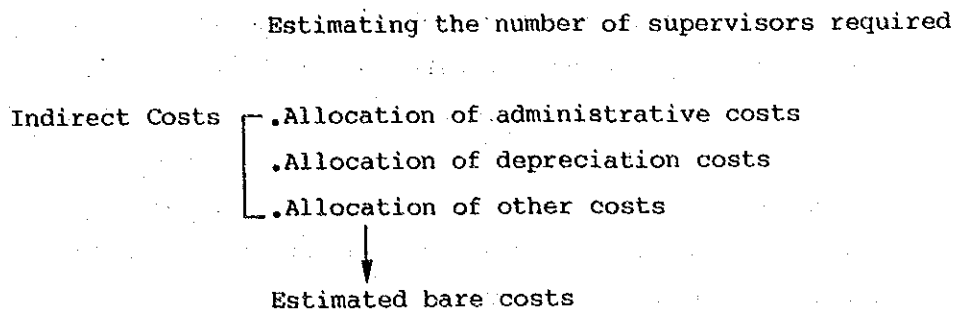 Estimating the number of supervisors required
Indirect Costs .Allocation of administrative costs
.Allocation of depreciation costs
.Allocation of other costs
Estimated bare costs